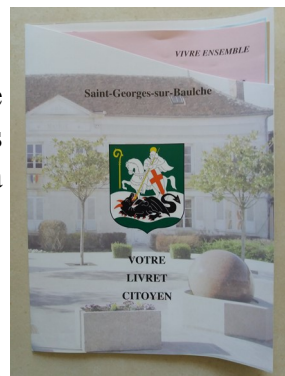 VIVRE ENSEMBLE
Saint-Georges-sur-Baulche
VOTRE
LIVRET
CITOYEN